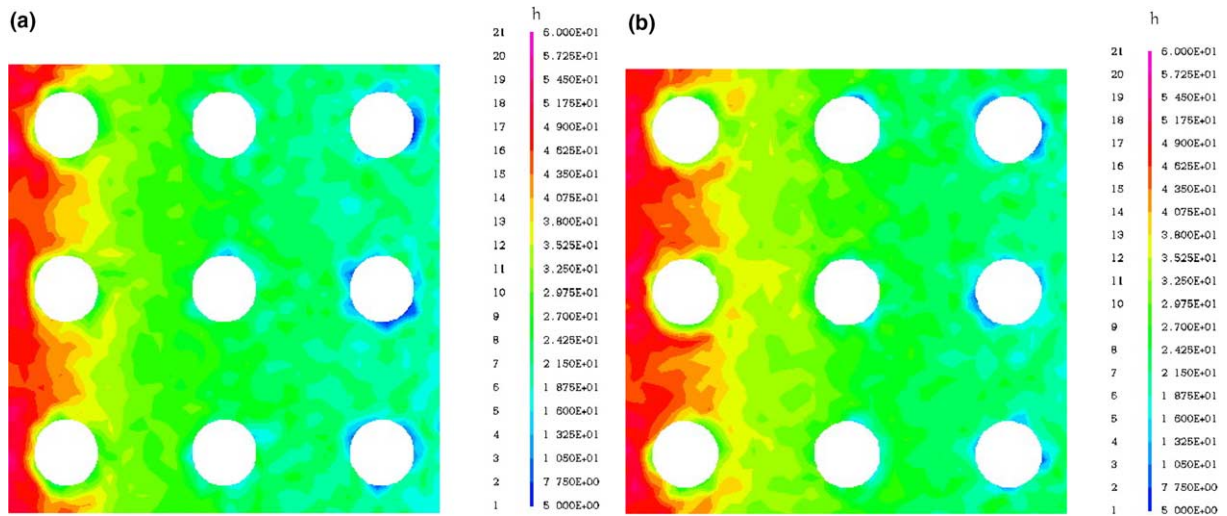 (a)
h
21 6.000E+01
20 5.725E+01
19 5 450E+01
18 5 175E+01
17 4 900E+01
16 4 625E+01
15 4 350E+01
14 4 075E+01
13 3.800E+01
12 3.525E+01
11 3.250E+01
10 2.975E+01
9 2.700E+01
8 2.425E+01
7 2 150E+01
6 1 875E+01
5 1 600E+01
4 1 325E+01
3 1 050E+01
2 7 750E+00
1 5 000E+00
(b)
h
21 6.000E+01
20 5.725E+01
19 5 450E+01
18 5 175E+01
17 4 900E+01
16 4.525E+01
15 4 350E+01
14 4 075E+01
13 3.800E+01
12 3.525E+01
11 3.250E+01
10 2.975E+01
9 2.700E+01
8 2.425E+01
7 2 150E+01
6 1 875E+01
5 1 600E+01
4 1 325E+01
3 1 050E+01
2 7 750E+00
1 5 000E+00